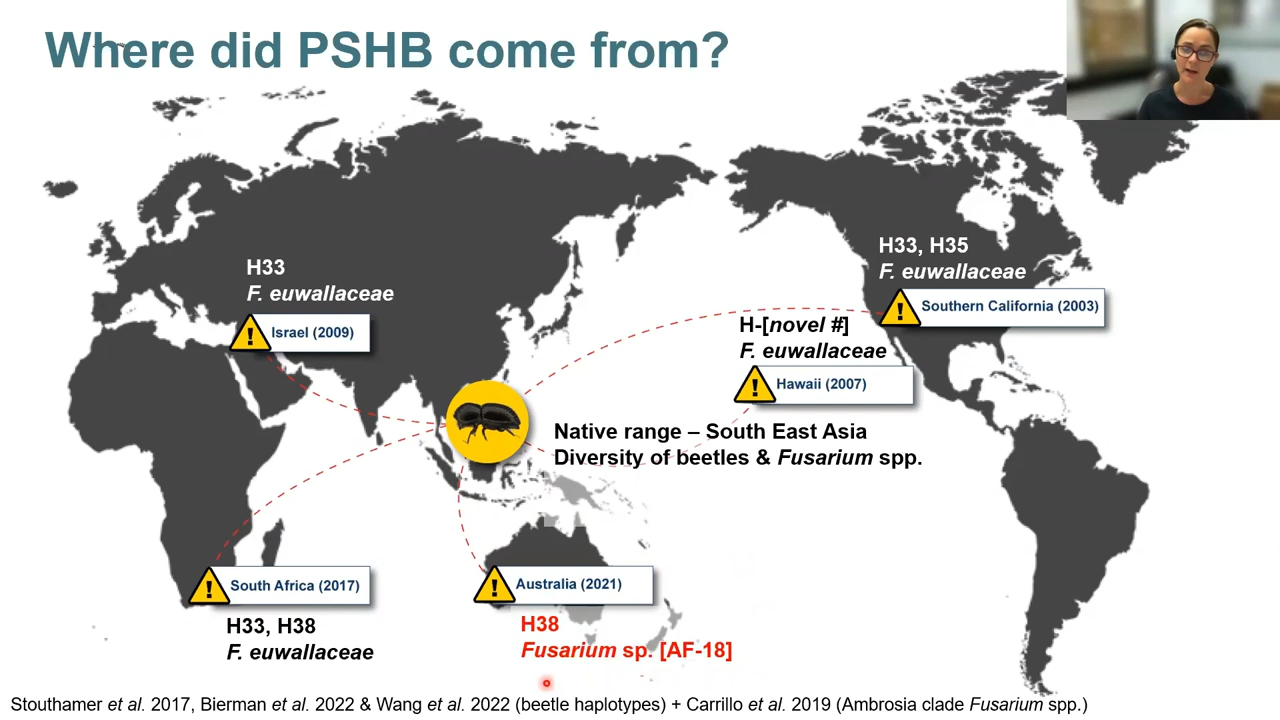 Where did PSHB come from?
H33, H35
F. euwallaceae
Southern California (2003)
H33
F. euwallaceae
Israel (2009)
H-[novel #]
F. euwallaceae
Hawaii (2007)
Native range – South East Asia
Diversity of beetles & Fusarium spp.
South Africa (2017)
H33, H38
F. euwallaceae
Australia (2021)
H38
Fusarium sp. [AF-18]
Stouthamer et al. 2017, Bierman et al. 2022 & Wang et al. 2022 (beetle haplotypes) + Carrillo et al. 2019 (Ambrosia clade Fusarium spp.)